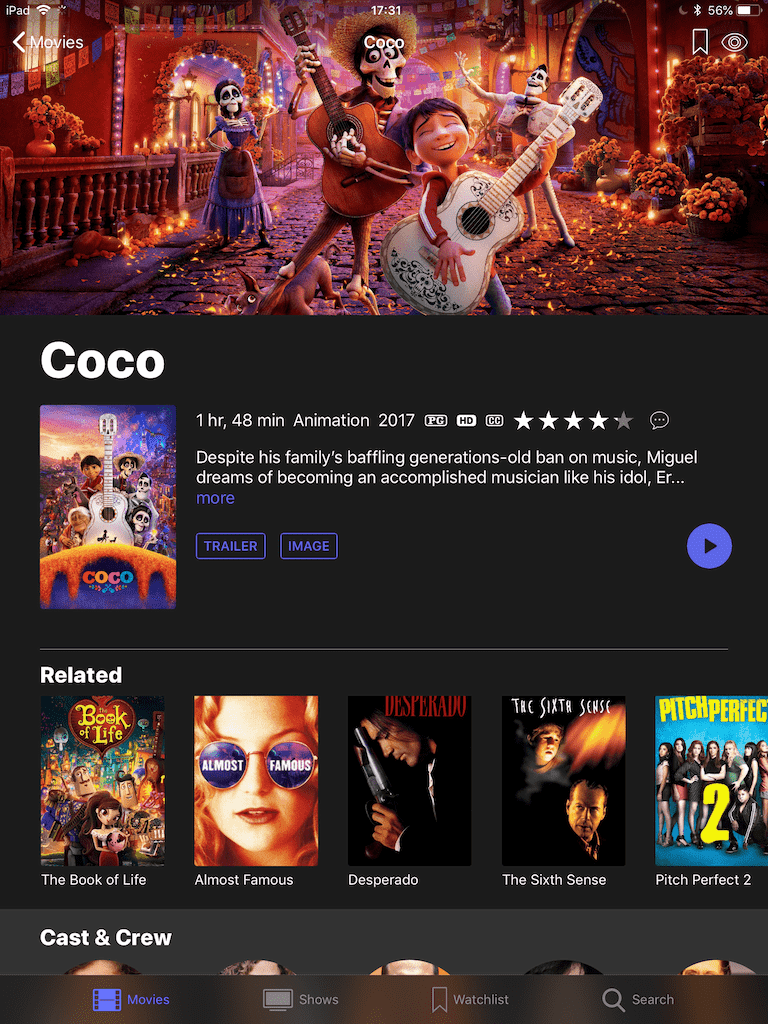 iPad 17:31 56%
Movies Coco
Coco
1 hr, 48 min Animation 2017 PG HD CC
Despite his family’s baffling generations-old ban on music, Miguel
dreams of becoming an accomplished musician like his idol, Er...
more
COCO
TRAILER IMAGE
Related
The
Book
of Life
ALMOST FAMOUS
DESPERADO
THE SIXTH SENSE
PITCH PERFEC
2
The Book of Life Almost Famous Desperado The Sixth Sense Pitch Perfect 2
Cast & Crew
Movies Shows Watchlist Search